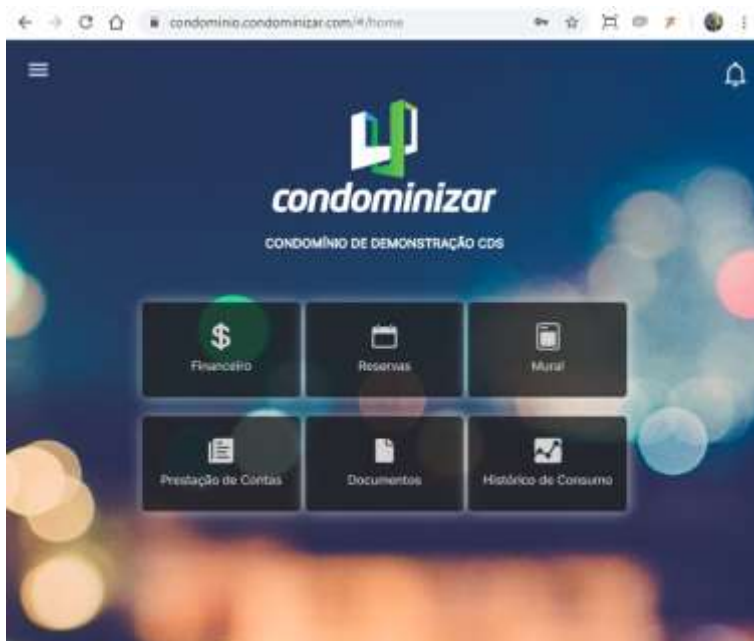 condominio.condominizar.com/#/home
condominizar
CONDOMÍNIO DE DEMONSTRAÇÃO CDS
Financeiro
Reservas
Mural
Prestação de Contas
Documentos
Histórico de Consumo